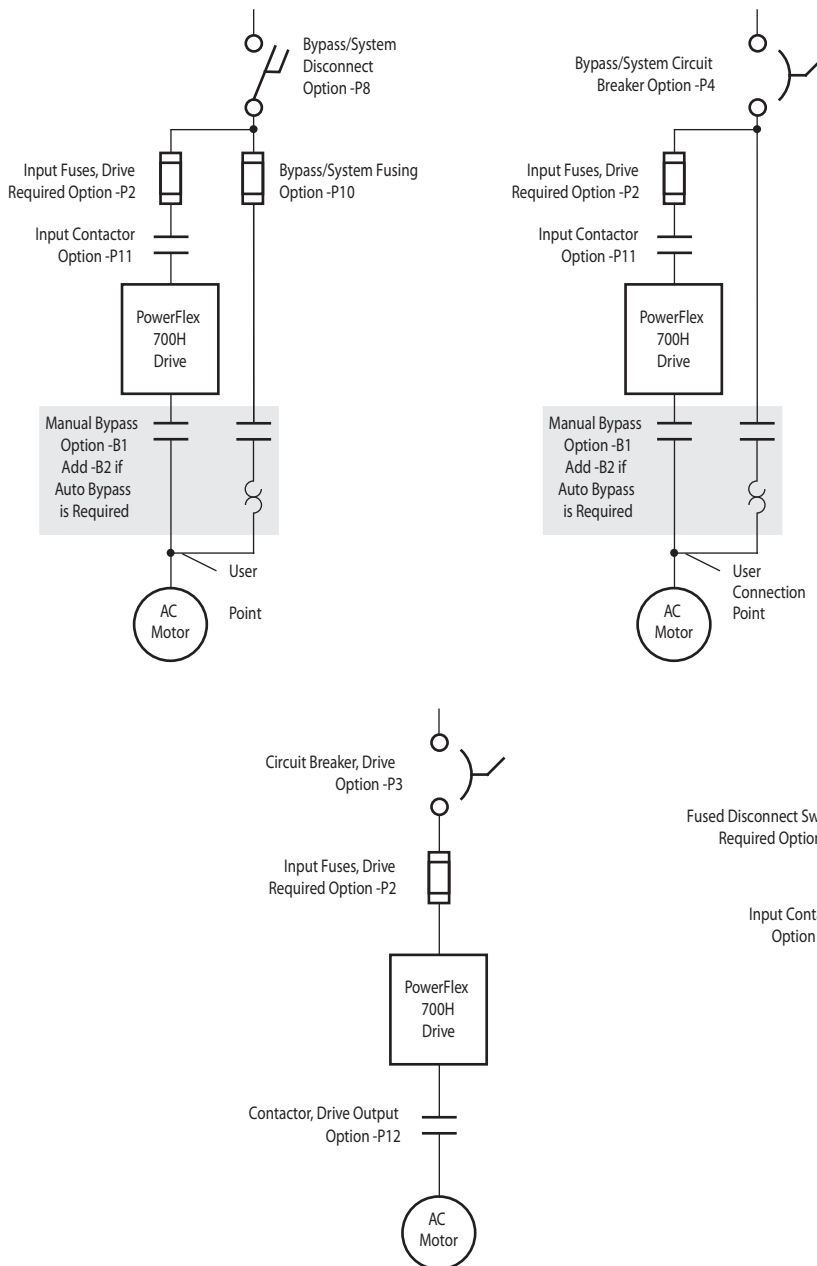 Bypass/System
Disconnect
Option -P8
Input Fuses, Drive
Required Option -P2
Bypass/System Fusing
Option -P10
Input Contactor
Option -P11
PowerFlex
700H
Drive
Manual Bypass
Option -B1
Add -B2 if
Auto Bypass
is Required
User
Point
AC
Motor
Bypass/System Circuit
Breaker Option -P4
Input Fuses, Drive
Required Option -P2
Input Contactor
Option -P11
PowerFlex
700H
Drive
Manual Bypass
Option -B1
Add -B2 if
Auto Bypass
is Required
User
Connection
Point
AC
Motor
Circuit Breaker, Drive
Option -P3
Input Fuses, Drive
Required Option -P2
PowerFlex
700H
Drive
Contactor, Drive Output
Option -P12
AC
Motor
Fused Disconnect
Required
Input
Option